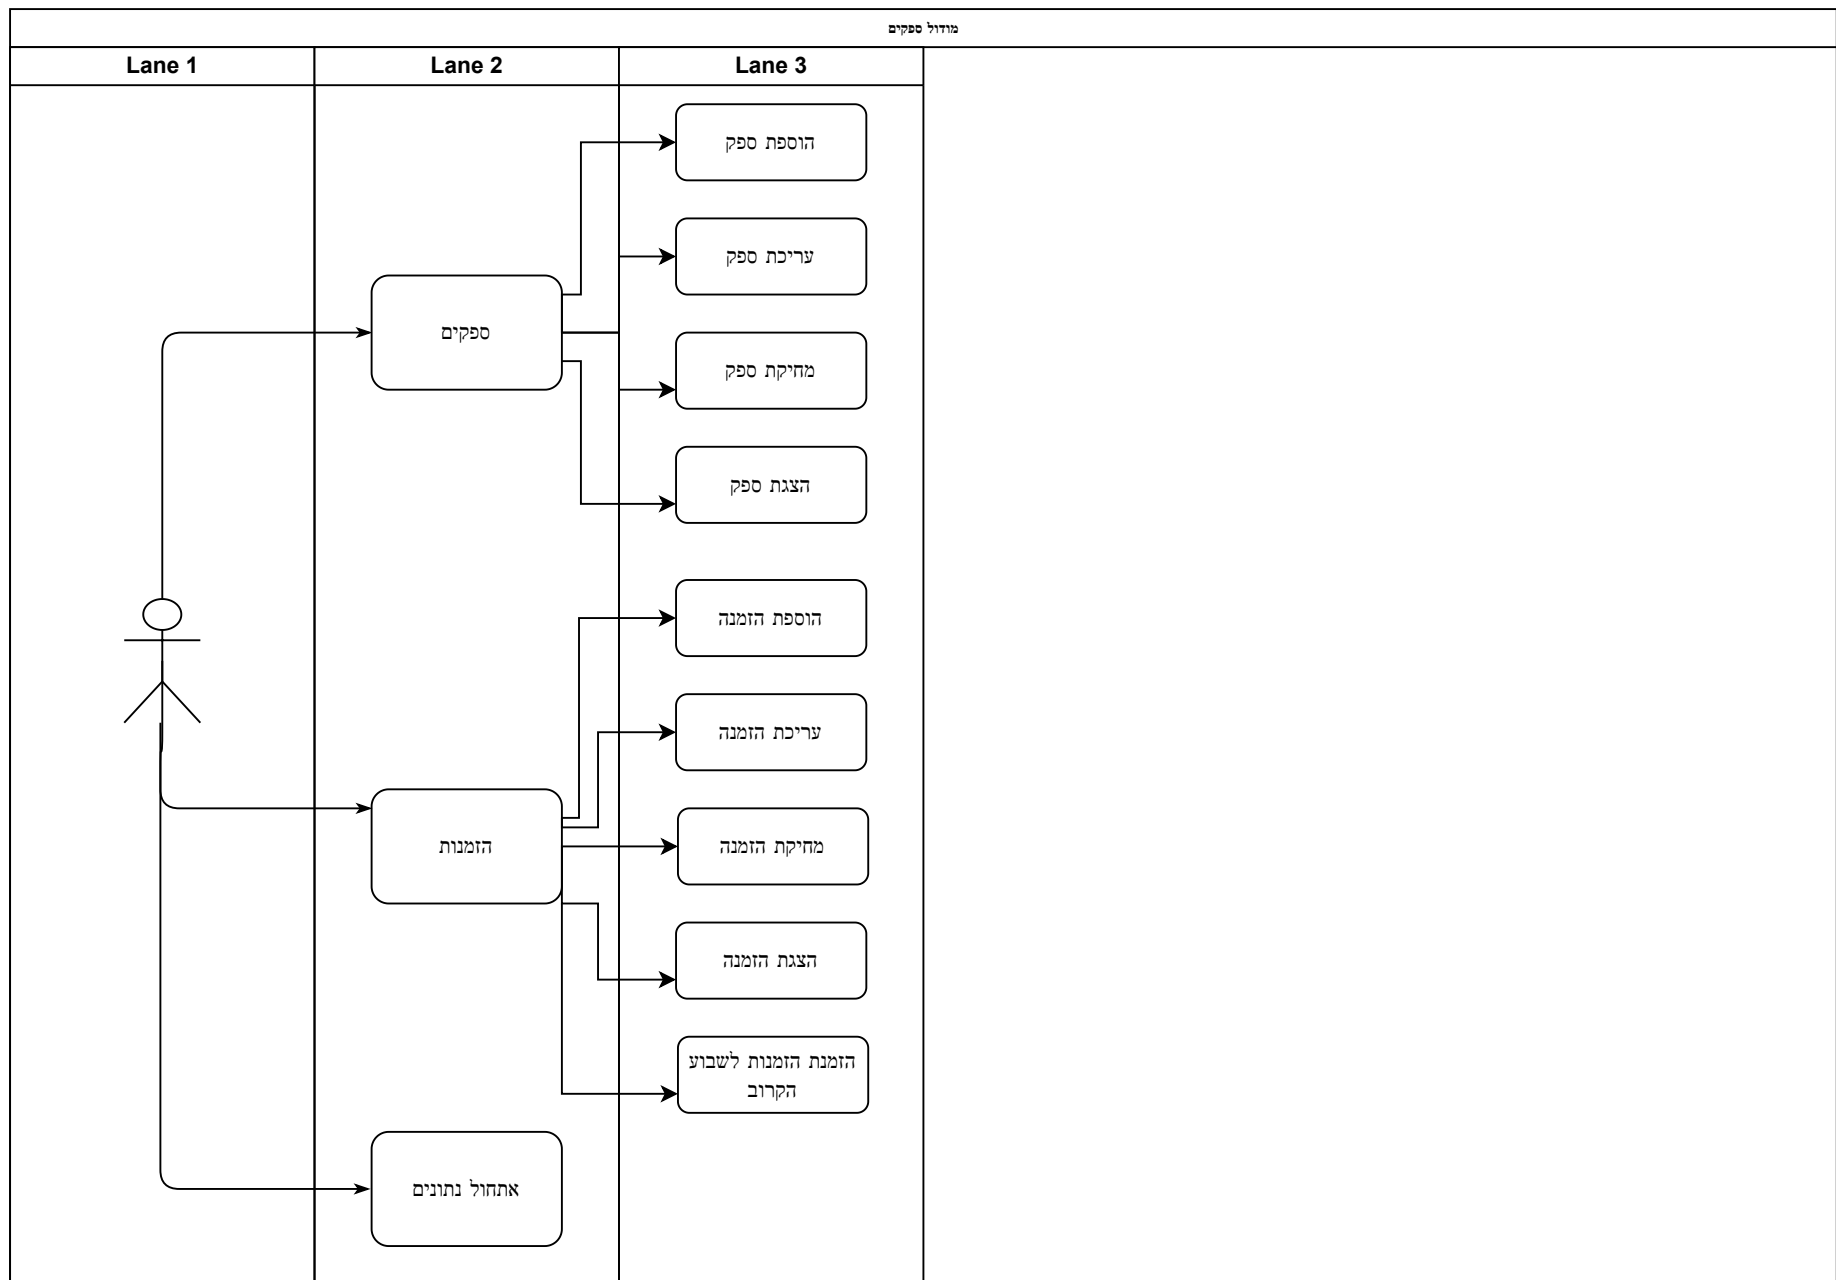 מודול ספקים
Lane 1
Lane 2
Lane 3
הוספת ספק
עריכת ספק
ספקים
מחיקת ספק
הצגת ספק
הוספת הזמנה
עריכת הזמנה
הזמנות
מחיקת הזמנה
הצגת הזמנה
הזמנת הזמנות לשבוע
הקרוב
אתחול נתונים